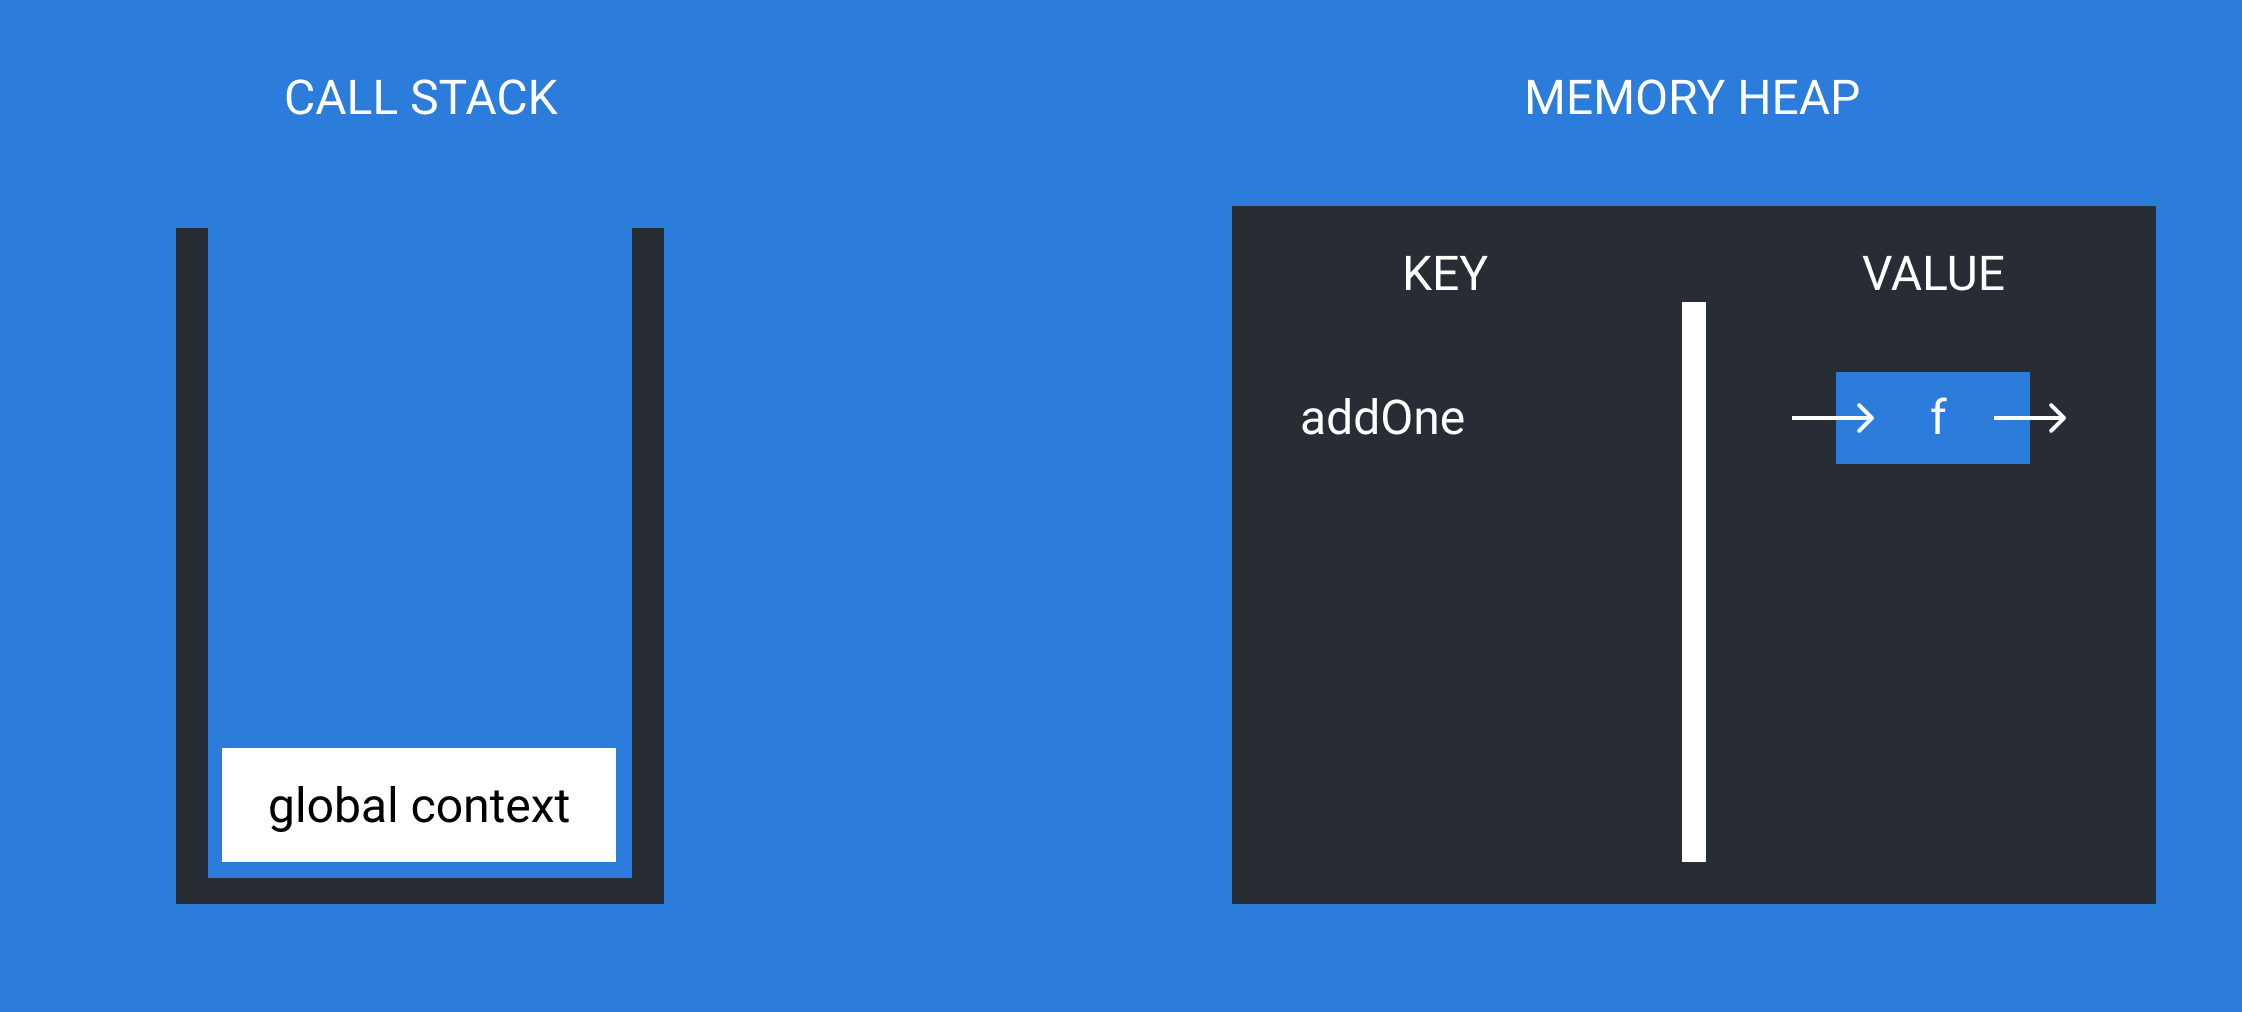 CALL STACK
MEMORY HEAP
KEY
VALUE
addOne
f
global context